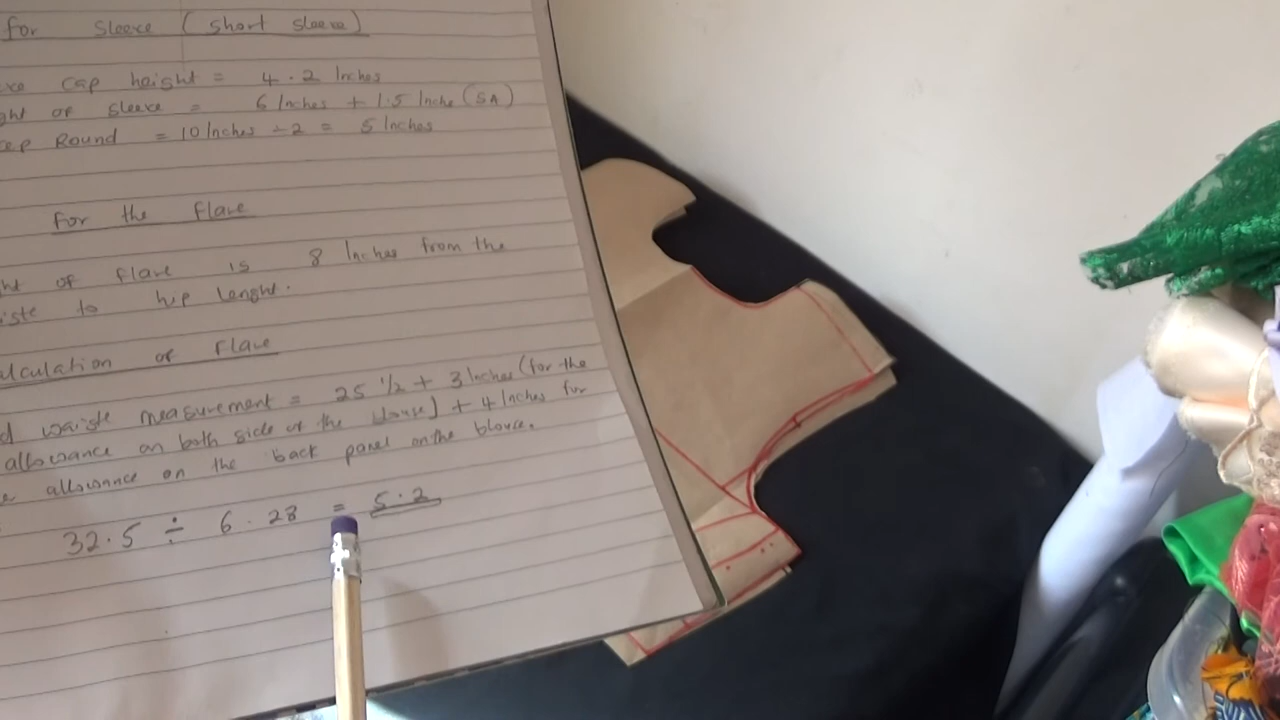 for Sleeve (short sleeve)
cap height = 4.2 Inches
of sleeve = 6 Inches + 1.5 Inche (SA)
Round = 10 Inches ÷ 2 = 5 Inches
For the Flare
of flare is 8 Inches from the
to hip lenght.
of Flare
waiste measurement = 25 1/2 + 3 Inches (for the
allowance on both side of the blouse) + 4 Inches for
allowance on the back panel on the blouse.
32.5 ÷ 6.28 = 5.2